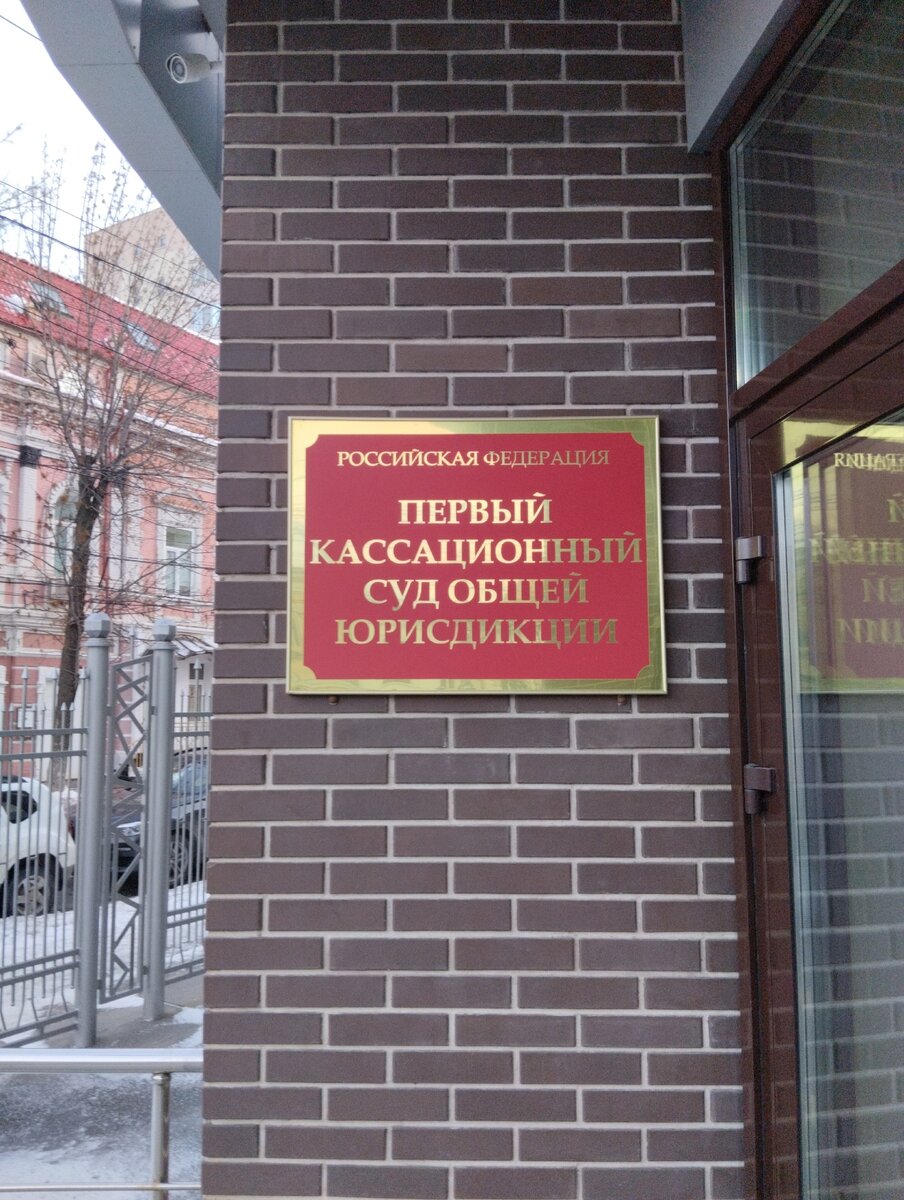 РОССИЙСКАЯ ФЕДЕРАЦИЯ
ПЕРВЫЙ
КАССАЦИОННЫЙ
СУД ОБЩЕЙ
ЮРИСДИКЦИИ